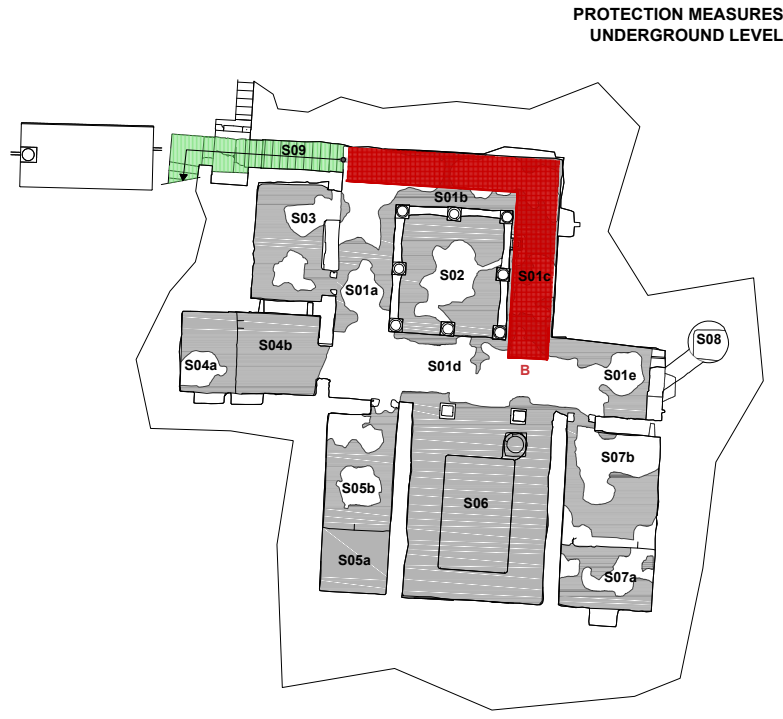 PROTECTION MEASURES
UNDERGROUND LEVEL
S09
S01b
S03
S02
S01c
S01a
S08
S04b
S04a
S01d
B
S01e
S07b
S05b
S06
S05a
S07a